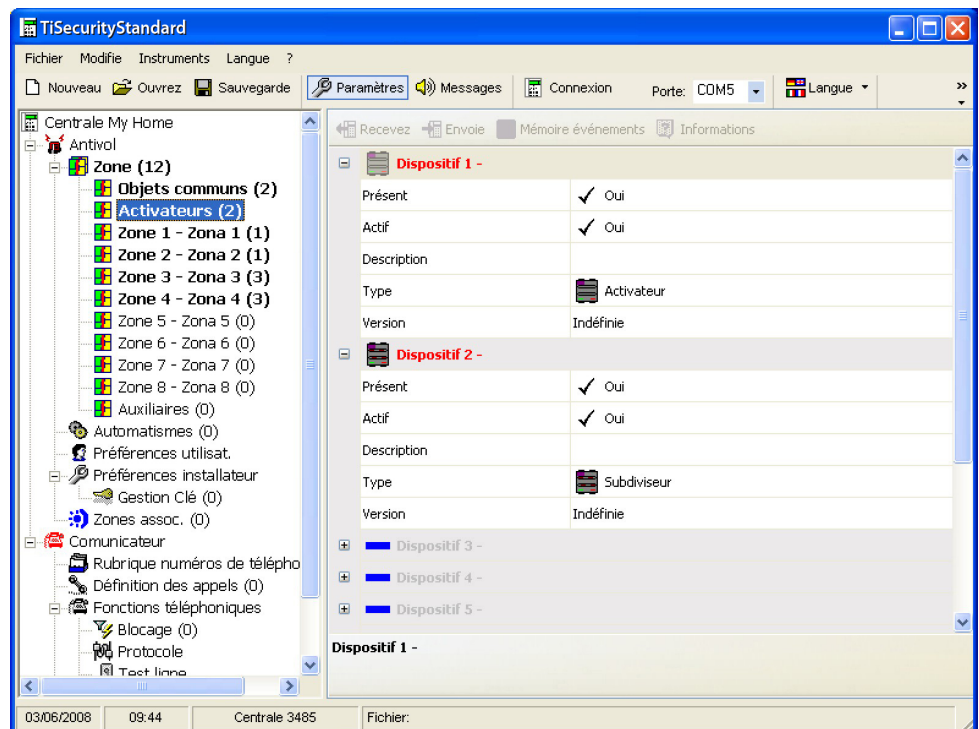 TiSecurityStandard
Fichier Modifie Instruments Langue ?
Nouveau Ouvrez Sauvegarde Paramètres Messages Connexion Porte: COM5 Langue »
Centrale My Home
Antivol
Zone (12)
Objets communs (2)
Activateurs (2)
Zone 1 - Zona 1 (1)
Zone 2 - Zona 2 (1)
Zone 3 - Zona 3 (3)
Zone 4 - Zona 4 (3)
Zone 5 - Zona 5 (0)
Zone 6 - Zona 6 (0)
Zone 7 - Zona 7 (0)
Zone 8 - Zona 8 (0)
Auxiliaires (0)
Automatismes (0)
Préférences utilisat.
Préférences installateur
Gestion Clé (0)
Zones assoc. (0)
Comunicateur
Rubrique numéros de télépho
Définition des appels (0)
Fonctions téléphoniques
Blocage (0)
Protocole
Test ligne
Recevez Envoie Mémoire événements Informations
Dispositif 1 -
Présent Oui
Actif Oui
Description
Type Activateur
Version Indéfinie
Dispositif 2 -
Présent Oui
Actif Oui
Description
Type Subdiviseur
Version Indéfinie
Dispositif 3 -
Dispositif 4 -
Dispositif 5 -
Dispositif 1 -
03/06/2008 09:44 Centrale 3485 Fichier: